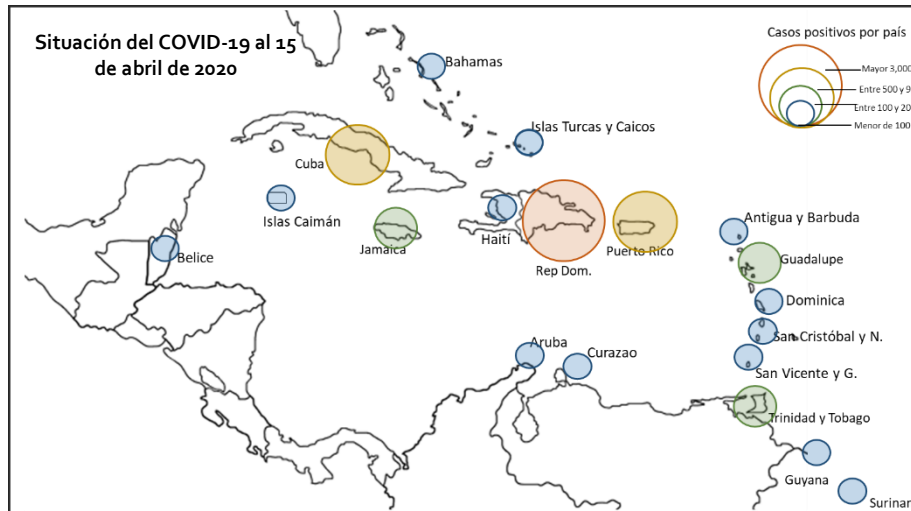 Situación del COVID-19 al 15
de abril de 2020
Casos positivos por país
Mayor 3,000
Entre 500 y 9
Entre 100 y 20
Menor de 100
Bahamas
Islas Turcas y Caicos
Cuba
Islas Caimán
Jamaica
Haití
Rep Dom.
Puerto Rico
Belice
Antigua y Barbuda
Guadalupe
Dominica
San Cristóbal y N.
San Vicente y G.
Aruba
Curazao
Trinidad y Tobago
Guyana
Surinar